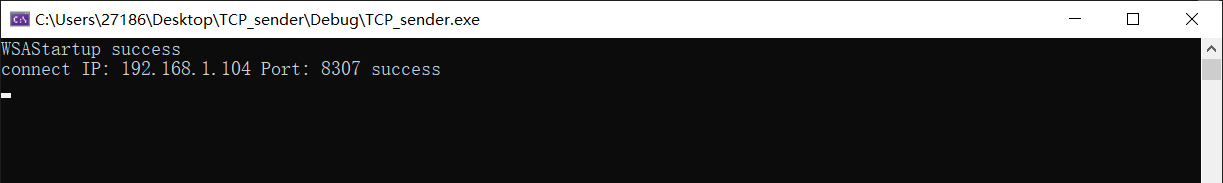 C:\Users\27186\Desktop\TCP_sender\Debug\TCP_sender.exe
WSAStartup success
connect IP: 192.168.1.104 Port: 8307 success